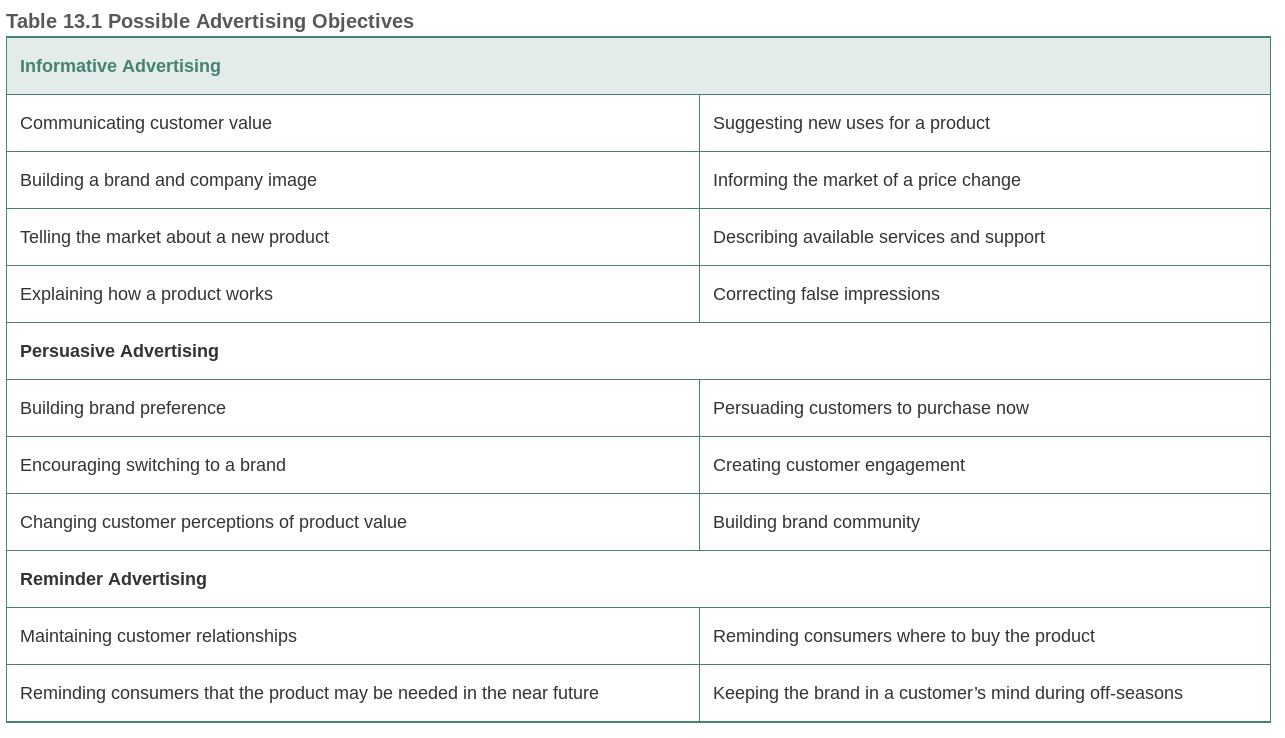 Table 13.1 Possible Advertising Objectives
Informative Advertising
Communicating customer value
Suggesting new uses for a product
Building a brand and company image
Informing the market of a price change
Telling the market about a new product
Describing available services and support
Explaining how a product works
Correcting false impressions
Persuasive Advertising
Building brand preference
Persuading customers to purchase now
Encouraging switching to a brand
Creating customer engagement
Changing customer perceptions of product value
Building brand community
Reminder Advertising
Maintaining customer relationships
Reminding consumers where to buy the product
Reminding consumers that the product may be needed in the near future
Keeping the brand in a customer’s mind during off-seasons